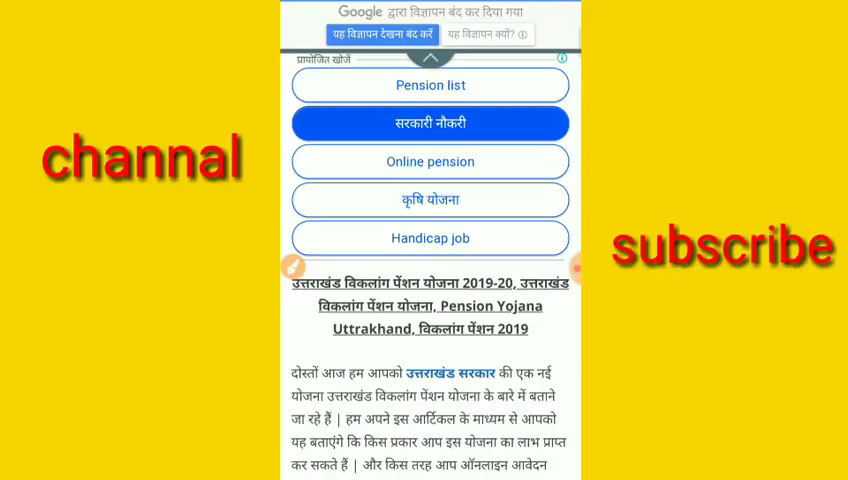 Google द्वारा विज्ञापन बंद कर दिया गया
यह विज्ञापन देखना बंद करें
यह विज्ञापन क्यों?
प्रायोजित खोजें
Pension list
सरकारी नौकरी
Online pension
कृषि योजना
Handicap job
channal
subscribe
उत्तराखंड विकलांग पेंशन योजना 2019-20, उत्तराखंड
विकलांग पेंशन योजना, Pension Yojana
Uttrakhand, विकलांग पेंशन 2019
दोस्तों आज हम आपको उत्तराखंड सरकार की एक नई
योजना उत्तराखंड विकलांग पेंशन योजना के बारे में बताने
जा रहे हैं | हम अपने इस आर्टिकल के माध्यम से आपको
यह बताएंगे कि किस प्रकार आप इस योजना का लाभ प्राप्त
कर सकते हैं | और किस तरह आप ऑनलाइन आवेदन